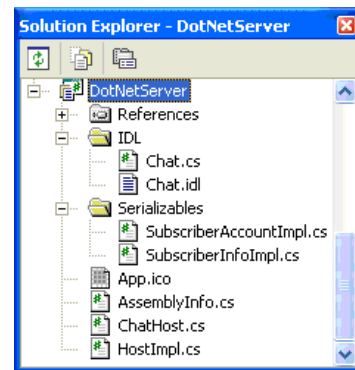 Solution Explorer - DotNetServer
DotNetServer
References
IDL
Chat.cs
Chat.idl
Serializables
SubscriberAccountImpl.cs
SubscriberInfoImpl.cs
App.ico
AssemblyInfo.cs
ChatHost.cs
HostImpl.cs